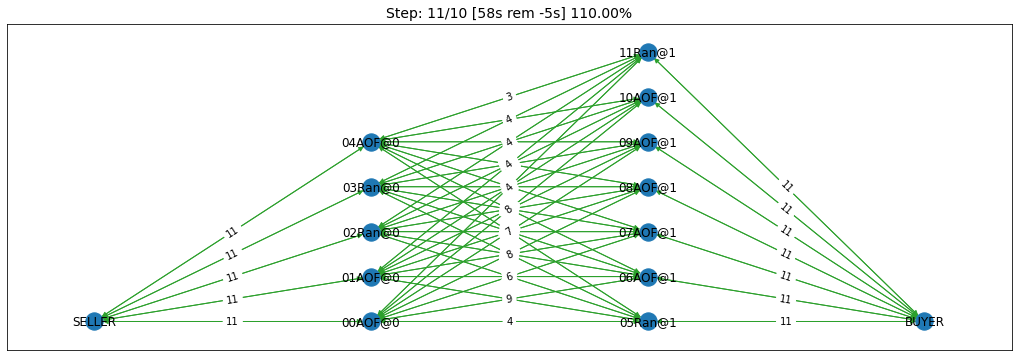 Step: 11/10 [58s rem -5s] 110.00%
11Ran@1
3
10AOF@1
4
04AOF@0
4
09AOF@1
4
03Ran@0
4
08AOF@1
11
8
11
11
02Ran@0
7
07AOF@1
11
11
8
11
11
01AOF@0
6
06AOF@1
11
11
9
11
SELLER
11
00AOF@0
4
05Ran@1
11
BUYER